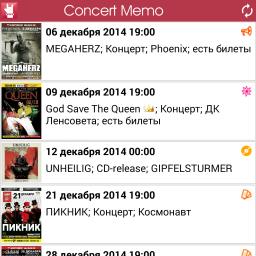 Concert Memo
06 декабря 2014 19:00
MEGAHERZ; Концерт; Phoenix; есть билеты
MEGAHERZ
09 декабря 2014 19:00
God Save The Queen 👑; Концерт; ДК
Ленсовета; есть билеты
QUEEN
12 декабря 2014 00:00
UNHEILIG; CD-release; GIPFELSTURMER
21 декабря 2014 19:00
ПИКНИК; Концерт; Космонавт
ПИКНИК
28 декабря 2014 19:00